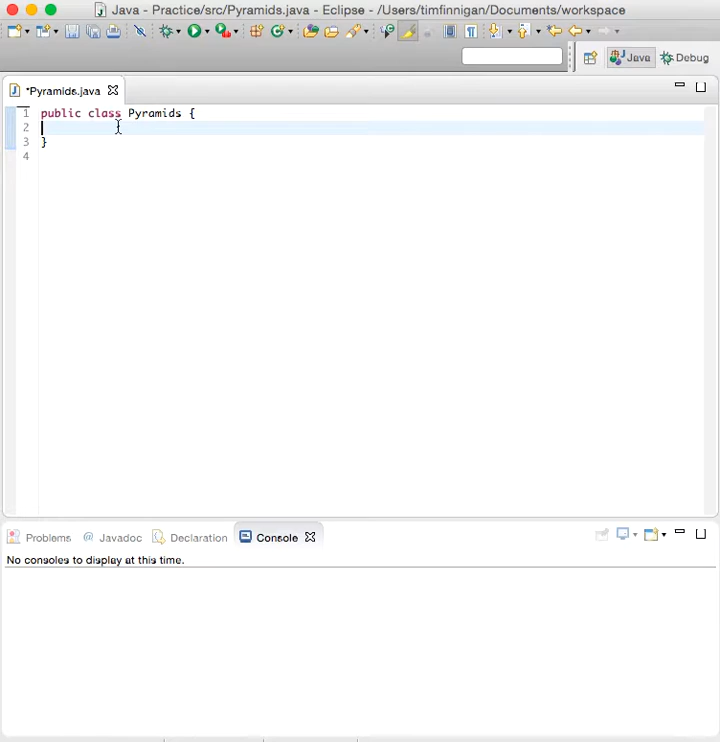 Java - Practice/src/Pyramids.java - Eclipse - /Users/timfinnigan/Documents/workspace
Java Debug
*Pyramids.java
1 public class Pyramids {
2
3 }
4
Problems @ Javadoc Declaration Console
No consoles to display at this time.